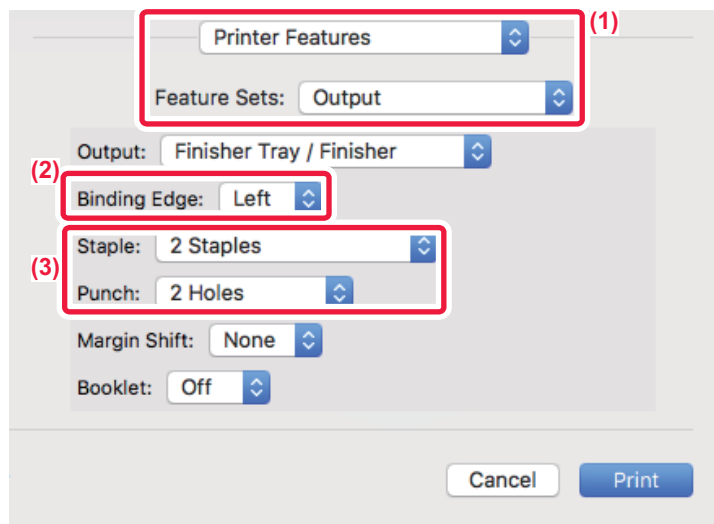 (1)
Printer Features
Feature Sets: Output
Output: Finisher Tray / Finisher
(2)
Binding Edge: Left
Staple: 2 Staples
(3)
Punch: 2 Holes
Margin Shift: None
Booklet: Off
Cancel Print